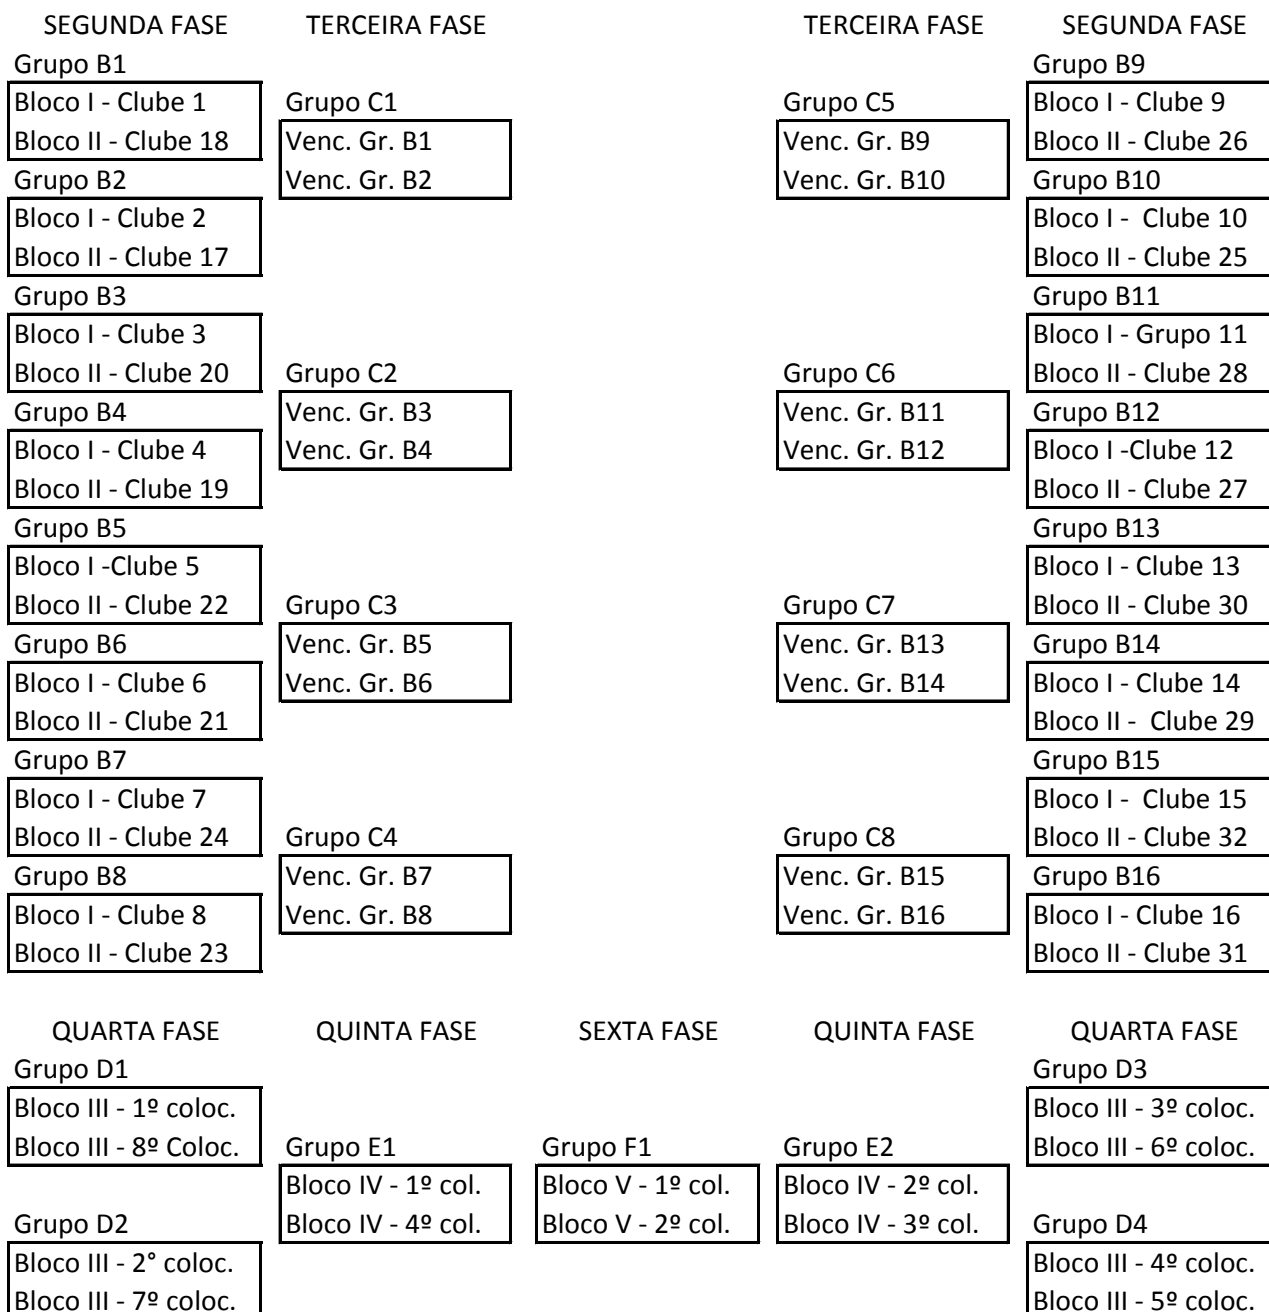 SEGUNDA FASE
Grupo B1
Bloco I - Clube 1
Bloco II - Clube 18
Grupo B2
Bloco I - Clube 2
Bloco II - Clube 17
Grupo B3
Bloco I - Clube 3
Bloco II - Clube 20
Grupo B4
Bloco I - Clube 4
Bloco II - Clube 19
Grupo B5
Bloco I -Clube 5
Bloco II - Clube 22
Grupo B6
Bloco I - Clube 6
Bloco II - Clube 21
Grupo B7
Bloco I - Clube 7
Bloco II - Clube 24
Grupo B8
Bloco I - Clube 8
Bloco II - Clube 23
TERCEIRA FASE
Grupo C1
Venc. Gr. B1
Venc. Gr. B2
Grupo C2
Venc. Gr. B3
Venc. Gr. B4
Grupo C3
Venc. Gr. B5
Venc. Gr. B6
Grupo C4
Venc. Gr. B7
Venc. Gr. B8
TERCEIRA FASE
Grupo C5
Venc. Gr. B9
Venc. Gr. B10
Grupo C6
Venc. Gr. B11
Venc. Gr. B12
Grupo C7
Venc. Gr. B13
Venc. Gr. B14
Grupo C8
Venc. Gr. B15
Venc. Gr. B16
SEGUNDA FASE
Grupo B9
Bloco I - Clube 9
Bloco II - Clube 26
Grupo B10
Bloco I -  Clube 10
Bloco II - Clube 25
Grupo B11
Bloco I - Grupo 11
Bloco II - Clube 28
Grupo B12
Bloco I -Clube 12
Bloco II - Clube 27
Grupo B13
Bloco I - Clube 13
Bloco II - Clube 30
Grupo B14
Bloco I - Clube 14
Bloco II -  Clube 29
Grupo B15
Bloco I -  Clube 15
Bloco II - Clube 32
Grupo B16
Bloco I - Clube 16
Bloco II - Clube 31
QUARTA FASE
Grupo D1
Bloco III - 1º coloc.
Bloco III - 8º Coloc.
Grupo D2
Bloco III - 2° coloc.
Bloco III - 7º coloc.
QUINTA FASE
Grupo E1
Bloco IV - 1º col.
Bloco IV - 4º col.
SEXTA FASE
Grupo F1
Bloco V - 1º col.
Bloco V - 2º col.
QUINTA FASE
Grupo E2
Bloco IV - 2º col.
Bloco IV - 3º col.
QUARTA FASE
Grupo D3
Bloco III - 3º coloc.
Bloco III - 6º coloc.
Grupo D4
Bloco III - 4º coloc.
Bloco III - 5º coloc.